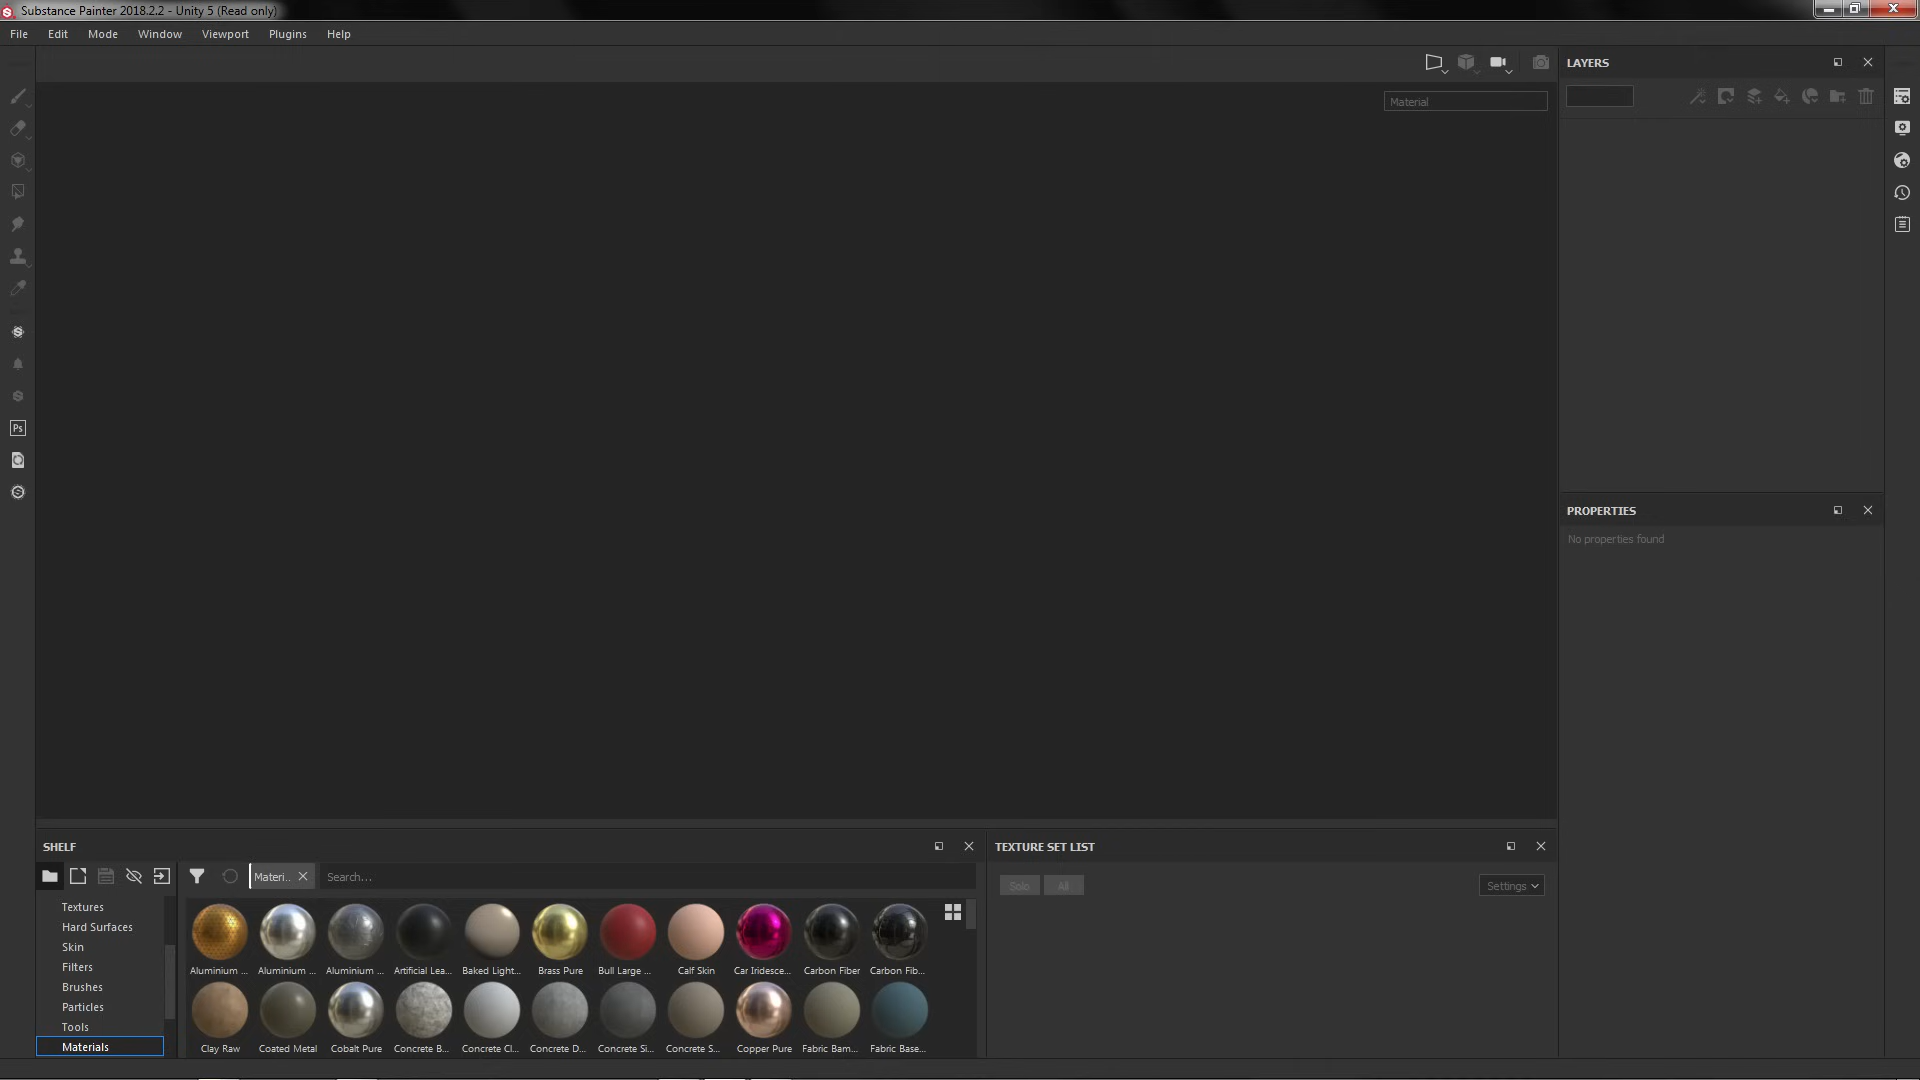 Substance Painter 2018.2.2 - Unity 5 (Read only)
File Edit Mode Window Viewport Plugins Help
Material
LAYERS
PROPERTIES
No properties found
Ps
SHELF
Materi.. Search...
Textures
Hard Surfaces
Skin
Filters
Brushes
Particles
Tools
Materials
Aluminium ... Aluminium ... Aluminium ... Artificial Lea... Baked Light... Brass Pure Bull Large ... Calf Skin Car Iridesce... Carbon Fiber Carbon Fib...
Clay Raw Coated Metal Cobalt Pure Concrete B... Concrete Cl... Concrete D... Concrete Si... Concrete S... Copper Pure Fabric Bam... Fabric Base...
TEXTURE SET LIST
Solo All Settings